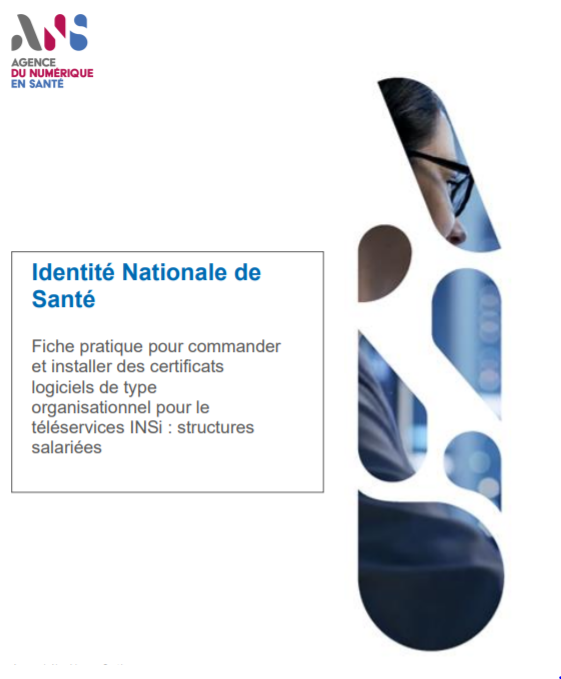 ANS
AGENCE
DU NUMÉRIQUE
EN SANTÉ
Identité Nationale de
Santé
Fiche pratique pour commander
et installer des certificats
logiciels de type
organisationnel pour le
téléservices INSi : structures
salariées